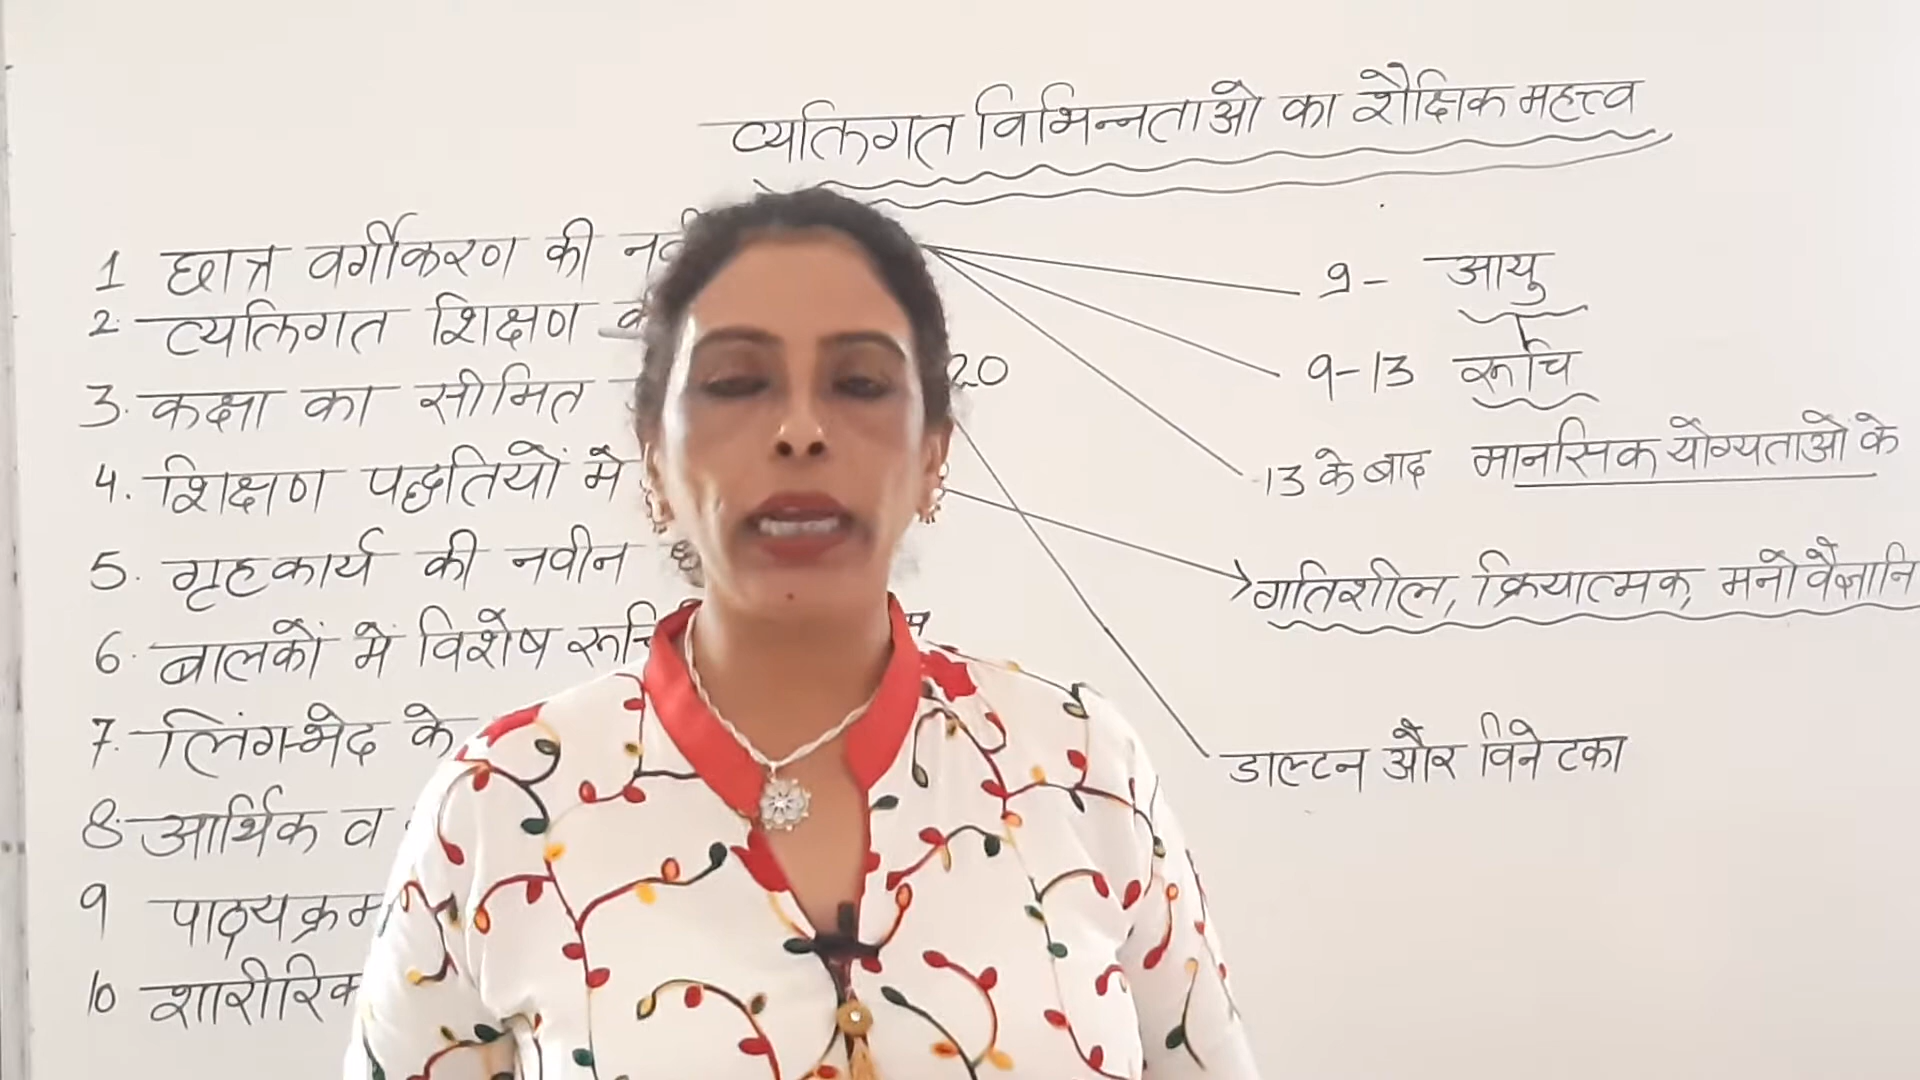 व्यक्तिगत विभिन्नताओ का शैक्षिक महत्त्व
1 छात्र वर्गीकरण की
2. व्यक्तिगत शिक्षण
3. कक्षा का सीमित
20
4. शिक्षण पद्धतियों में
5. गृहकार्य की नवीन
6. बालकों में विशेष
7. लिंग-भेद के
8. आर्थिक व
9 पाठ्यक्रम
10 शारीरिक
9- आयु
9-13 रूचि
13 के बाद मानसिक योग्यताओं के
गतिशील, क्रियात्मक, मनोवैज्ञानि
डाल्टन और विनेटका